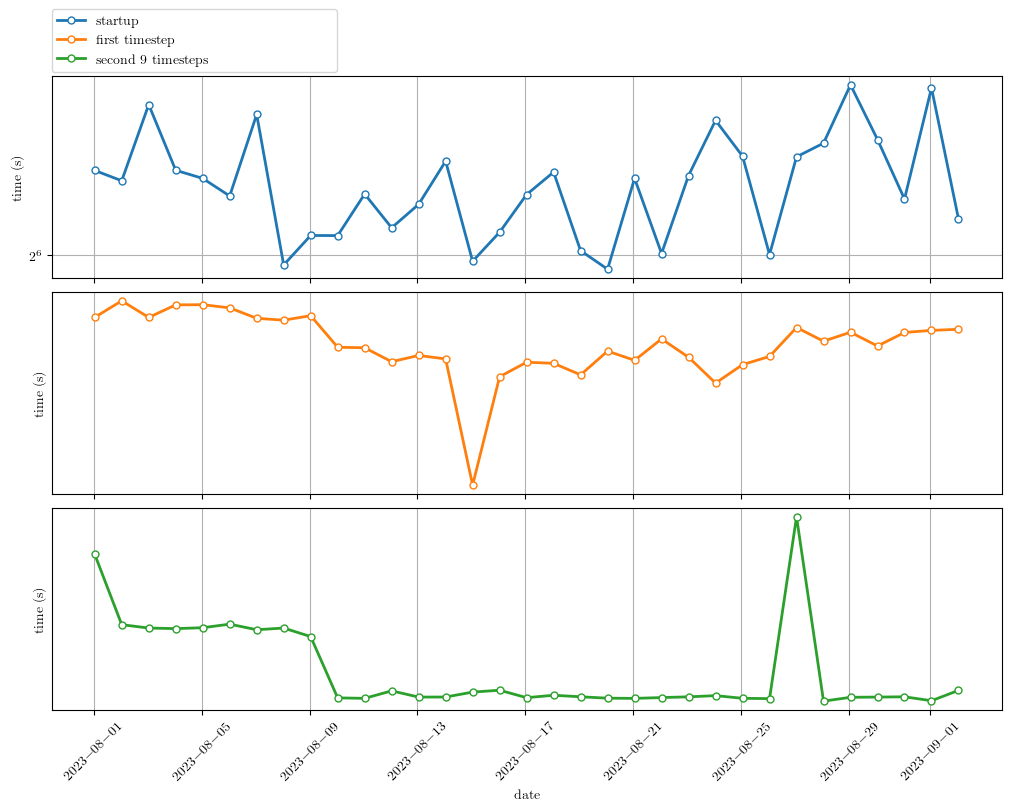 startup
first timestep
second 9 timesteps
time (s)
2⁶
time (s)
time (s)
2023−08−01
2023−08−05
2023−08−09
2023−08−13
2023−08−17
2023−08−21
2023−08−25
2023−08−29
2023−09−01
date